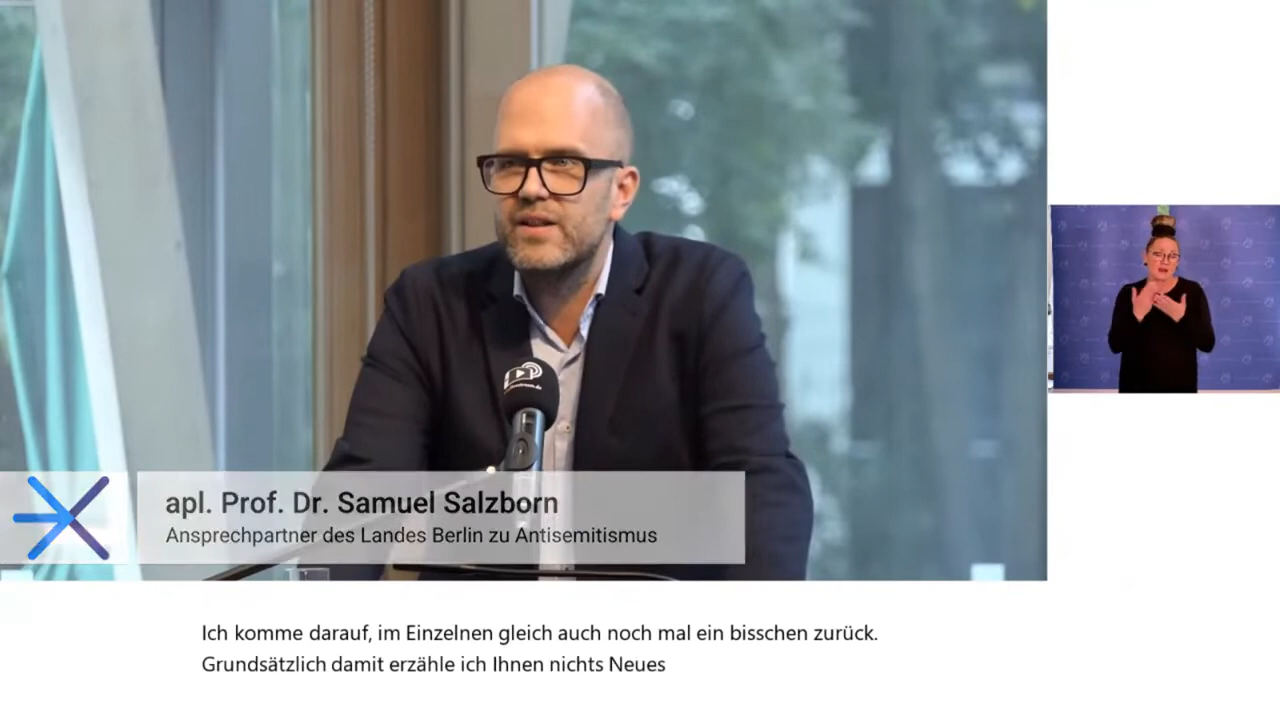 apl. Prof. Dr. Samuel Salzborn
Ansprechpartner des Landes Berlin zu Antisemitismus
Ich komme darauf, im Einzelnen gleich auch noch mal ein bisschen zurück.
Grundsätzlich damit erzähle ich Ihnen nichts Neues